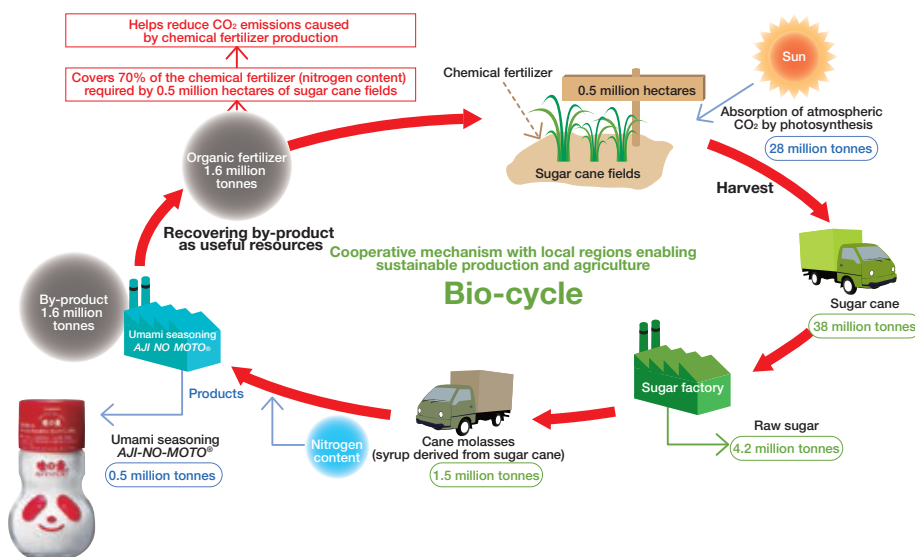 Helps reduce CO₂ emissions caused
by chemical fertilizer production
Covers 70% of the chemical fertilizer (nitrogen content)
required by 0.5 million hectares of sugar cane fields
Organic fertilizer
1.6 million
tonnes
Chemical fertilizer
0.5 million hectares
Sugar cane fields
Sun
Absorption of atmospheric
CO₂ by photosynthesis
28 million tonnes
Harvest
Recovering by-product
as useful resources
Cooperative mechanism with local regions enabling
sustainable production and agriculture
Bio-cycle
Sugar cane
38 million tonnes
By-product
1.6 million
tonnes
Umami seasoning
AJI NO MOTO®
Sugar factory
Raw sugar
4.2 million tonnes
Cane molasses
(syrup derived from sugar cane)
1.5 million tonnes
Nitrogen
content
Products
Umami seasoning
AJI-NO-MOTO®
0.5 million tonnes
味の素